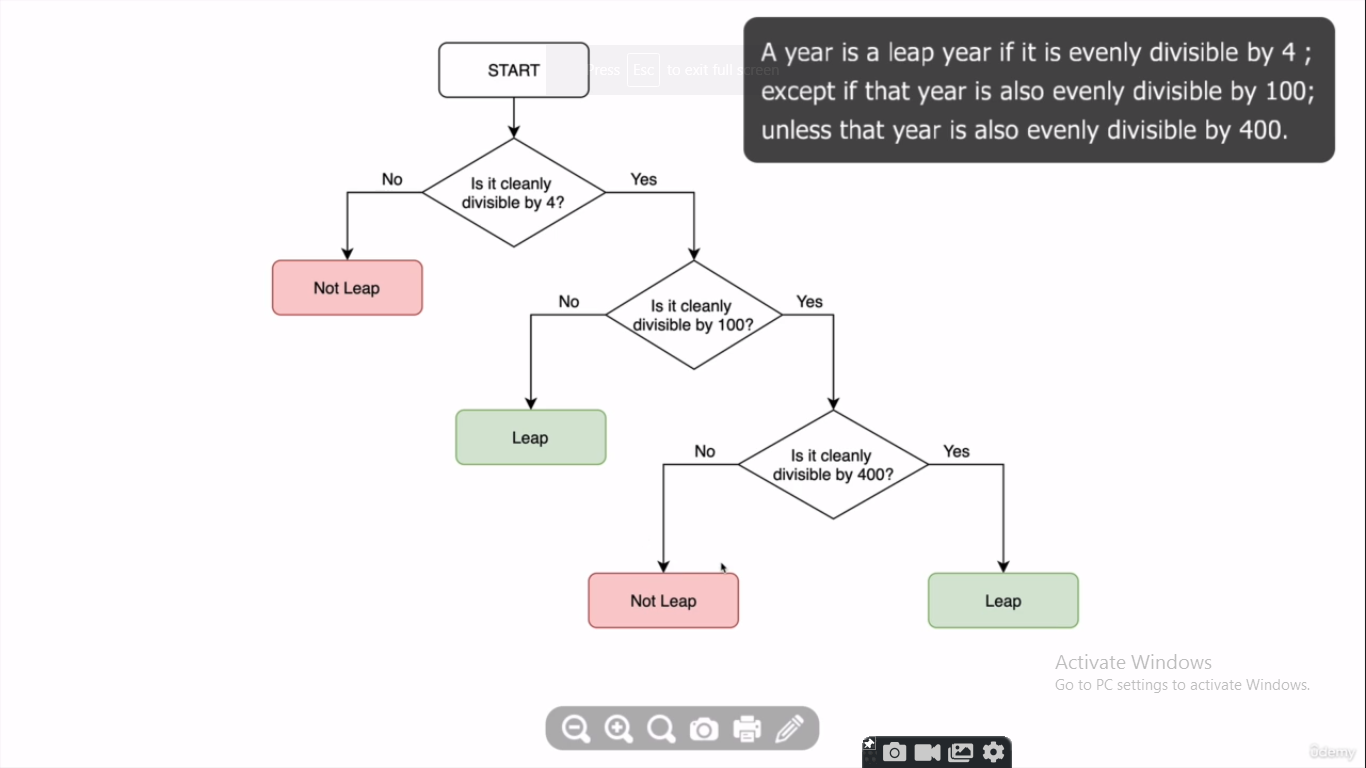 A year is a leap year if it is evenly divisible by 4 ;
except if that year is also evenly divisible by 100;
unless that year is also evenly divisible by 400.
START
Press Esc to exit full screen
No
Is it cleanly
divisible by 4?
Yes
Not Leap
No
Is it cleanly
divisible by 100?
Yes
Leap
No
Is it cleanly
divisible by 400?
Yes
Not Leap
Leap
Activate Windows
Go to PC settings to activate Windows.
ûdemy